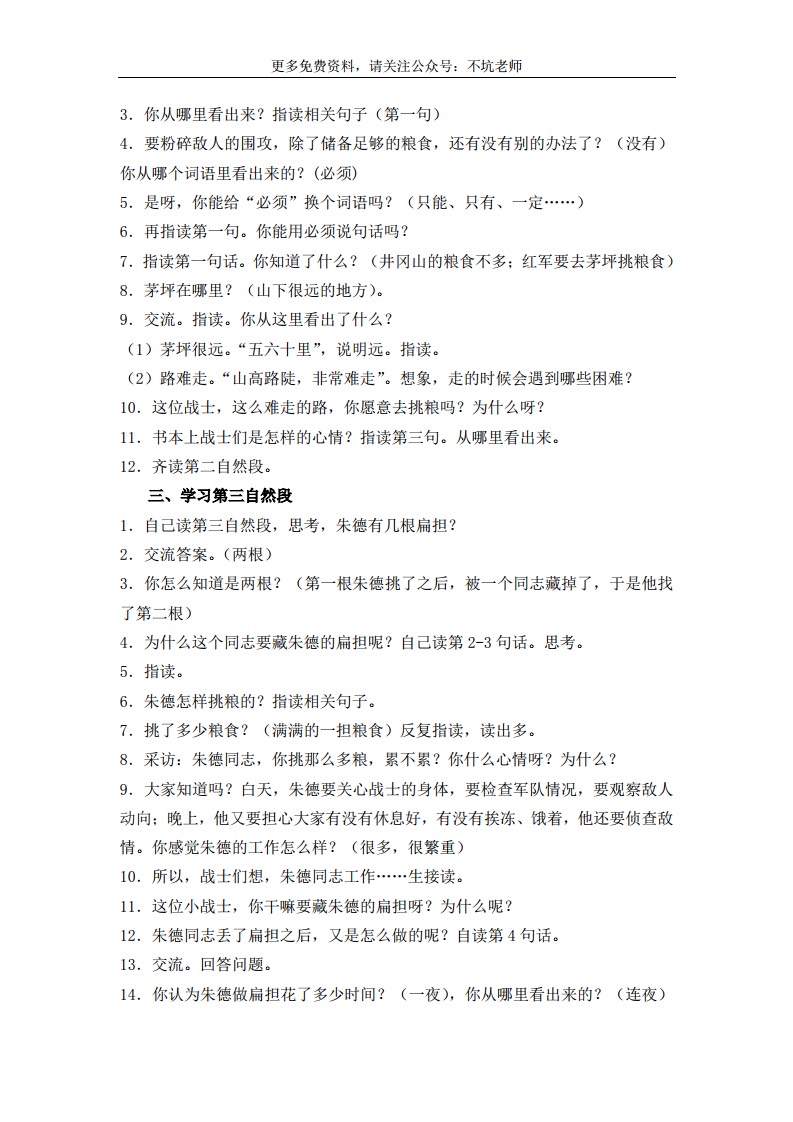 更多免费资料，请关注公众号：不坑老师
3．你从哪里看出来？指读相关句子（第一句）
4．要粉碎敌人的围攻，除了储备足够的粮食，还有没有别的办法了？（没有）
你从哪个词语里看出来的？(必须)
5．是呀，你能给“必须”换个词语吗？（只能、只有、一定……）
6．再指读第一句。你能用必须说句话吗？
7．指读第一句话。你知道了什么？（井冈山的粮食不多；红军要去茅坪挑粮食）
8．茅坪在哪里？（山下很远的地方）。
9．交流。指读。你从这里看出了什么？
（1）茅坪很远。“五六十里”，说明远。指读。
（2）路难走。“山高路陡，非常难走”。想象，走的时候会遇到哪些困难？
10．这位战士，这么难走的路，你愿意去挑粮吗？为什么呀？
11．书本上战士们是怎样的心情？指读第三句。从哪里看出来。
12．齐读第二自然段。
三、学习第三自然段
1．自己读第三自然段，思考，朱德有几根扁担？
2．交流答案。（两根）
3．你怎么知道是两根？（第一根朱德挑了之后，被一个同志藏掉了，于是他找
了第二根）
4．为什么这个同志要藏朱德的扁担呢？自己读第 2-3 句话。思考。
5．指读。
6．朱德怎样挑粮的？指读相关句子。
7．挑了多少粮食？（满满的一担粮食）反复指读，读出多。
8．采访：朱德同志，你挑那么多粮，累不累？你什么心情呀？为什么？
9．大家知道吗？白天，朱德要关心战士的身体，要检查军队情况，要观察敌人
动向；晚上，他又要担心大家有没有休息好，有没有挨冻、饿着，他还要侦查敌
情。你感觉朱德的工作怎么样？（很多，很繁重）
10．所以，战士们想，朱德同志工作……生接读。
11．这位小战士，你干嘛要藏朱德的扁担呀？为什么呢？
12．朱德同志丢了扁担之后，又是怎么做的呢？自读第 4 句话。
13．交流。回答问题。
14．你认为朱德做扁担花了多少时间？（一夜），你从哪里看出来的？（连夜）